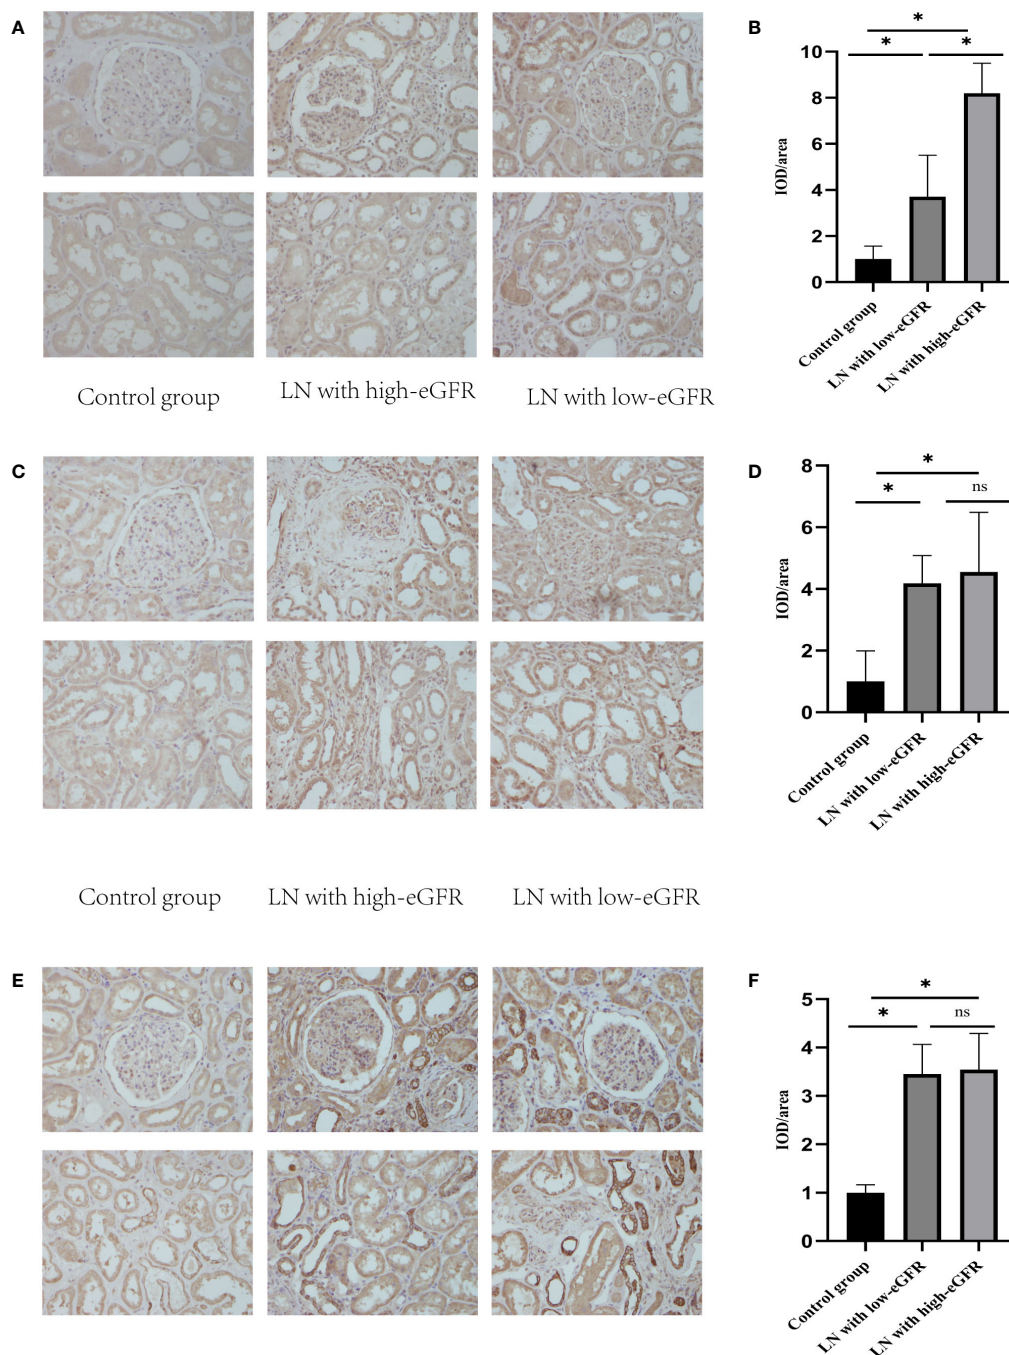 A
B
*
*
*
10
8
6
4
2
0
IOD/area
Control group
LN with low-eGFR
LN with high-eGFR
Control group
LN with high-eGFR
LN with low-eGFR
C
D
*
*
ns
8
6
4
2
0
IOD/area
Control group
LN with low-eGFR
LN with high-eGFR
Control group
LN with high-eGFR
LN with low-eGFR
E
F
*
*
ns
5
4
3
2
1
0
IOD/area
Control group
LN with low-eGFR
LN with high-eGFR